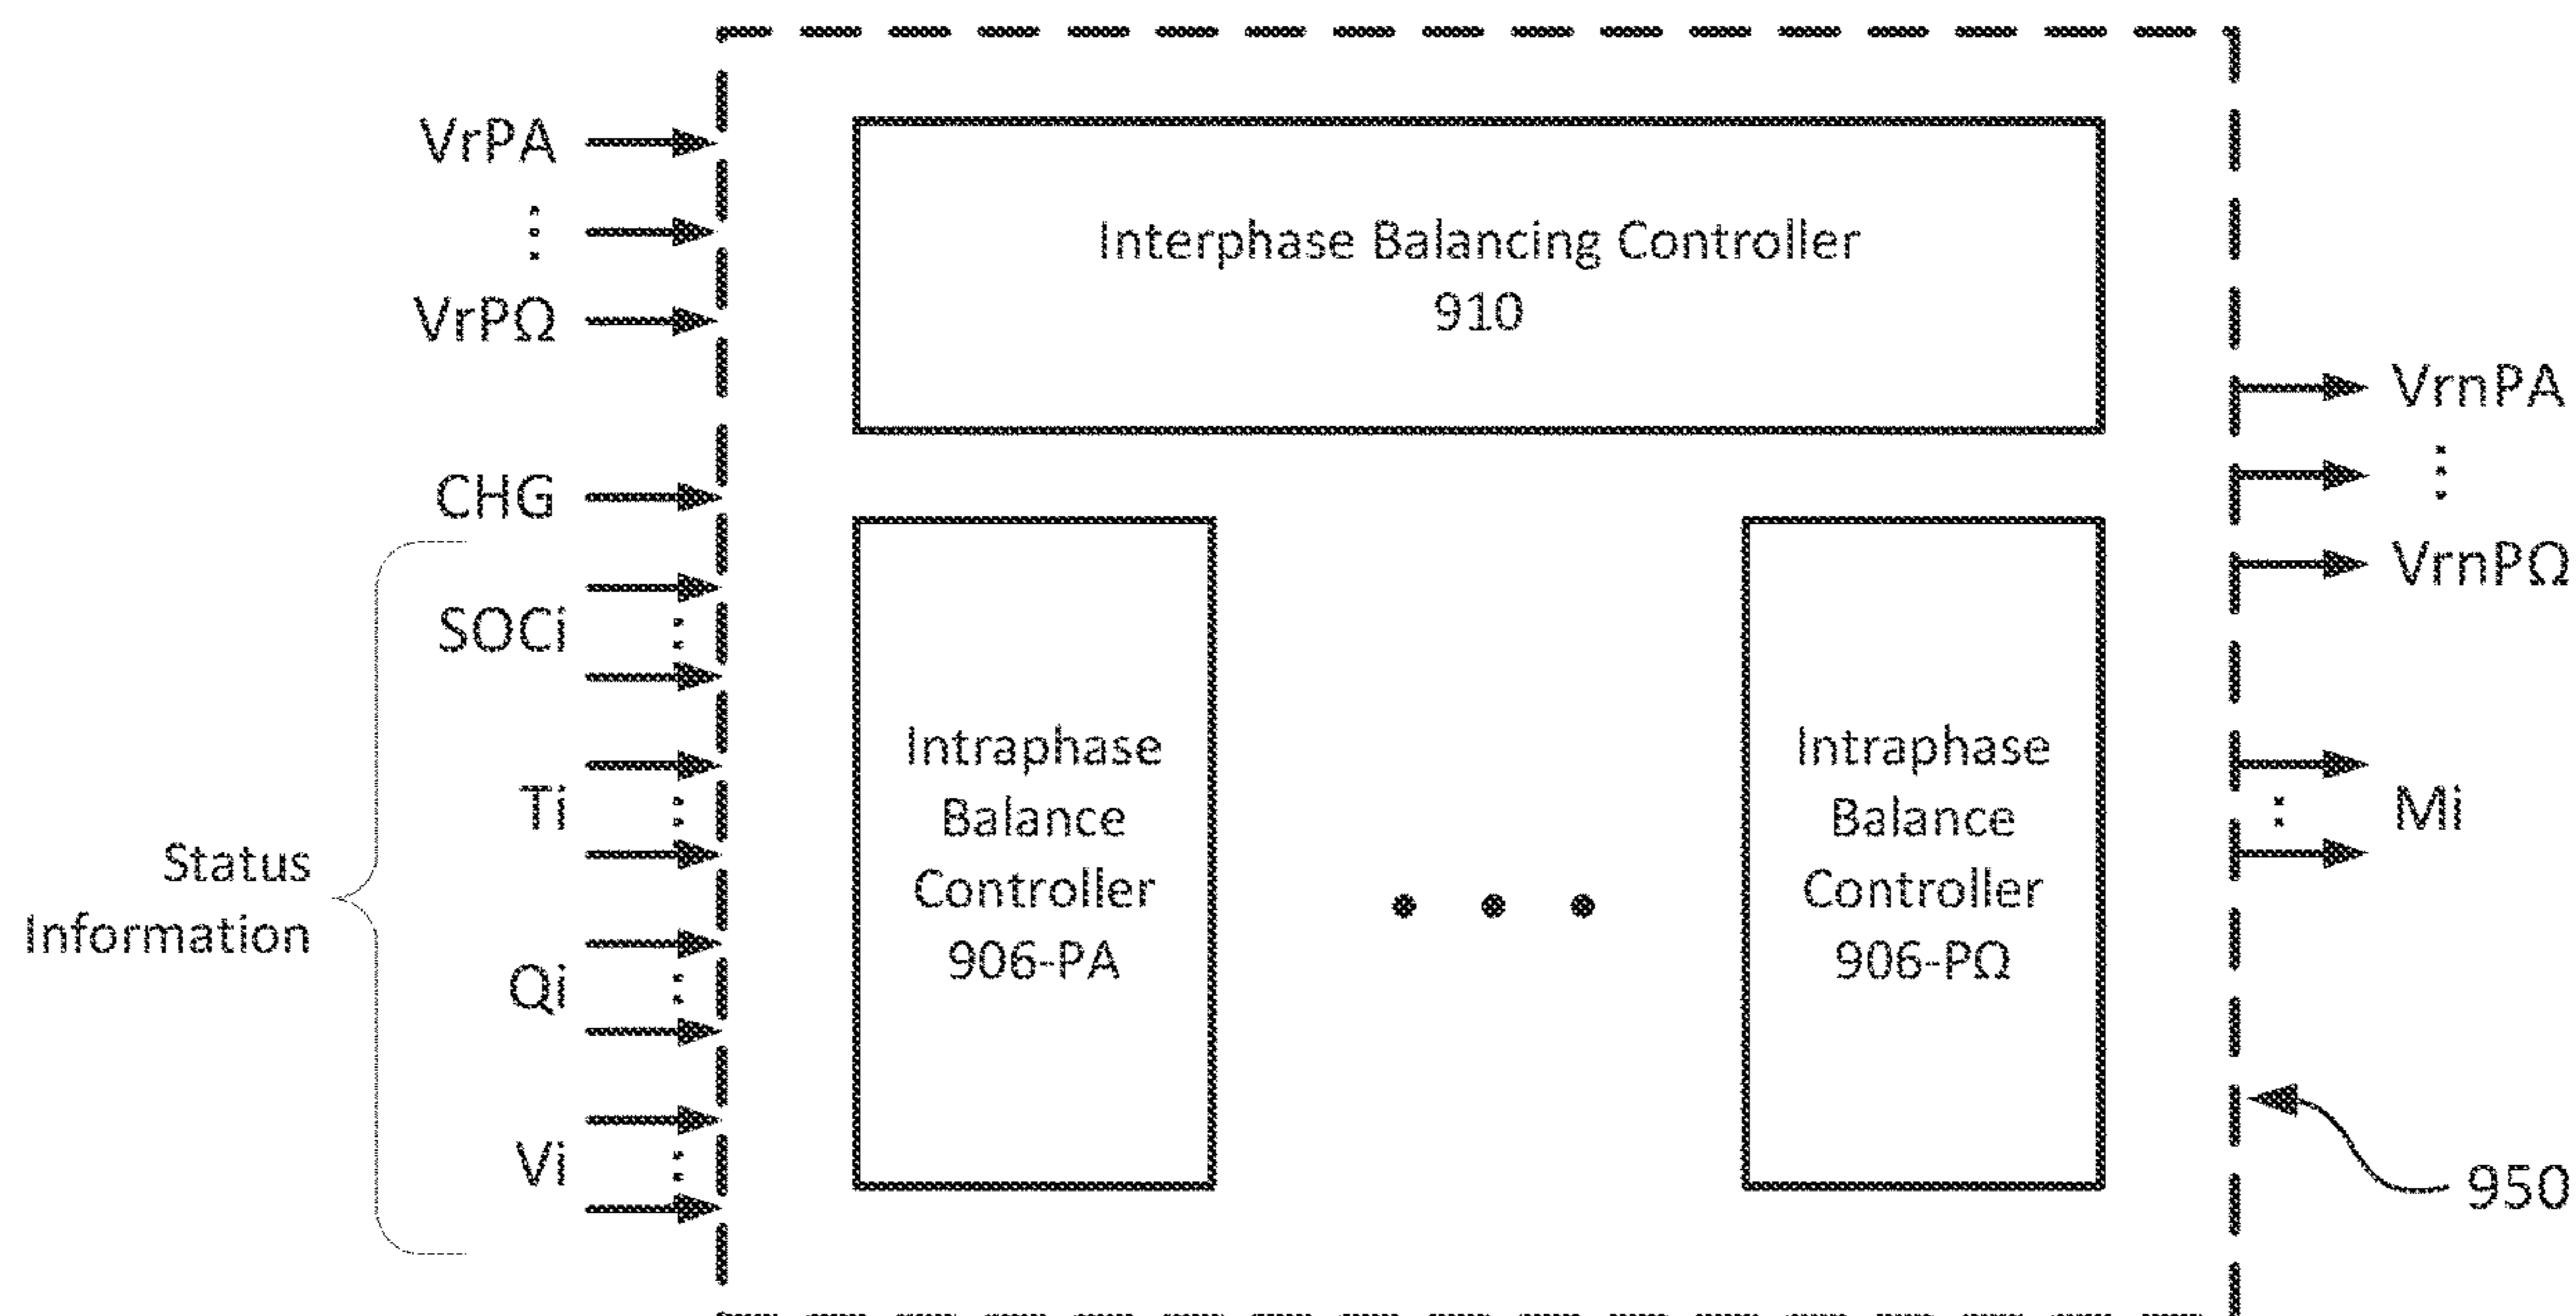 VrPA
VrPΩ
CHG
SOCi
Ti
Qi
Vi
Status
Information
Interphase Balancing Controller
910
Intraphase
Balance
Controller
906-PA
Intraphase
Balance
Controller
906-PΩ
VrnPA
VrnPΩ
Mi
950